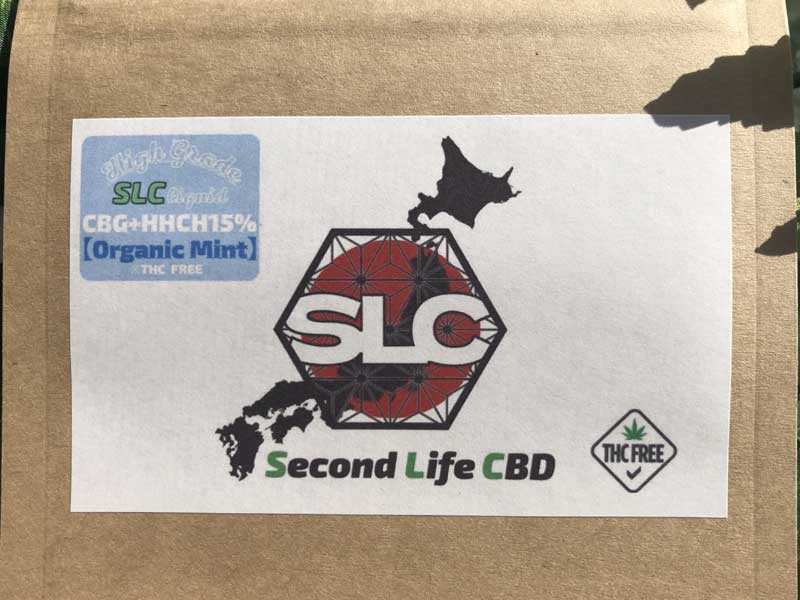 High Grade
SLC liquid
CBG+HHCH15%
【Organic Mint】
※THC FREE
SLC
Second Life CBD
THC FREE